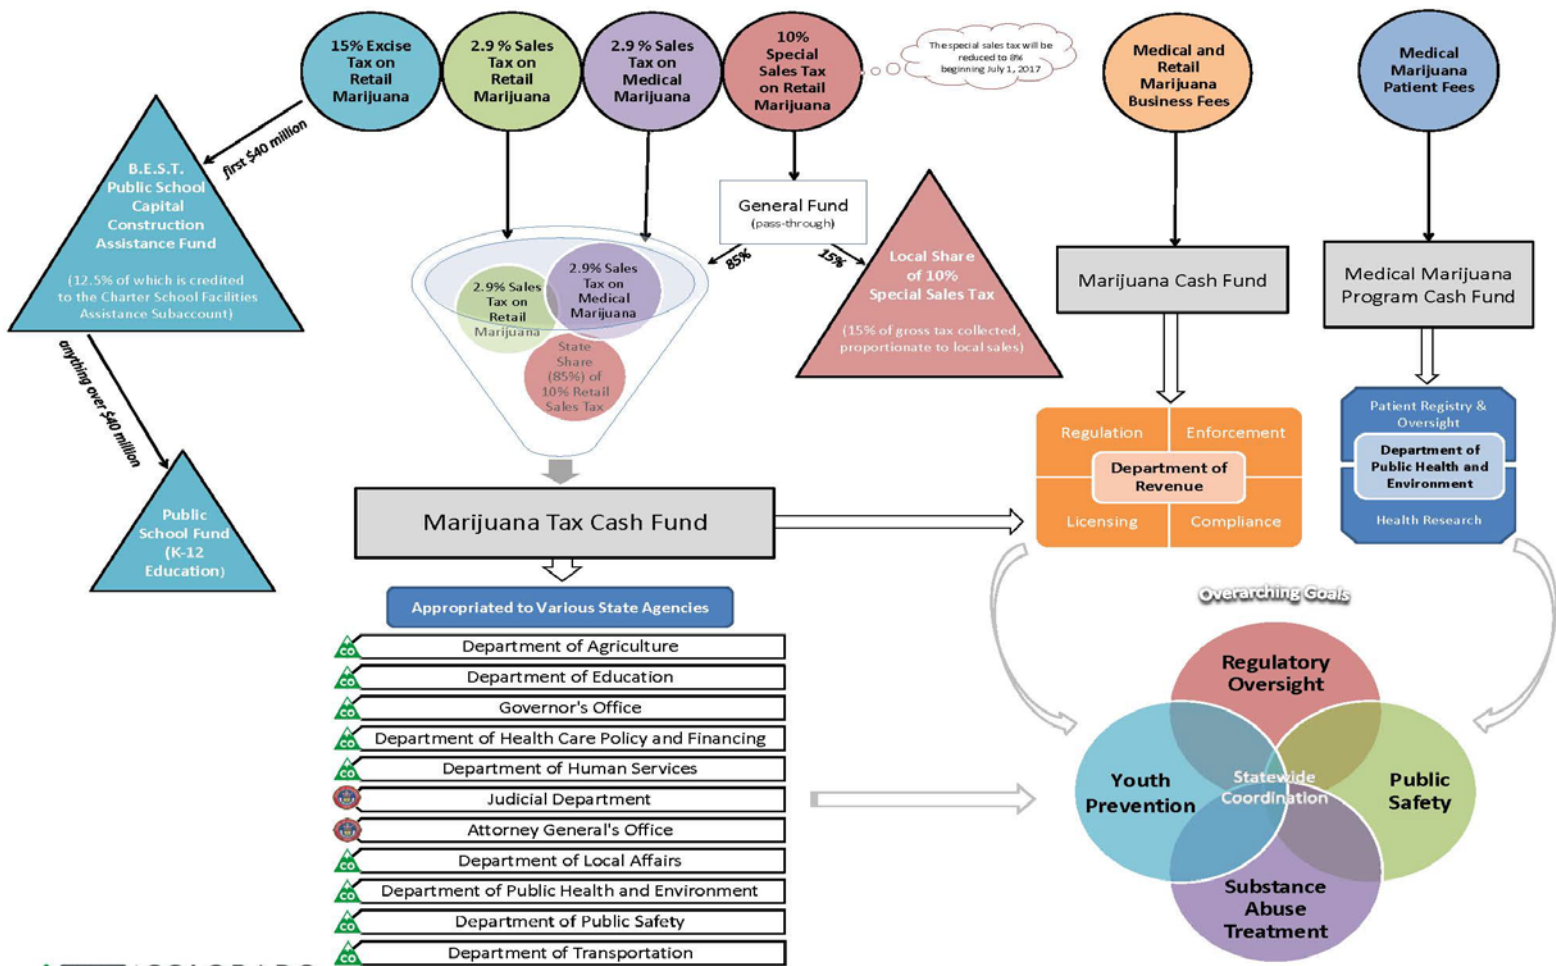 15% Excise
Tax on
Retail
Marijuana
2.9 % Sales
Tax on
Retail
Marijuana
2.9 % Sales
Tax on
Medical
Marijuana
10%
Special
Sales Tax
on Retail
Marijuana
The special sales tax will be
reduced to 8%
beginning July 1, 2017
Medical and
Retail
Marijuana
Business Fees
Medical
Marijuana
Patient Fees
first $40 million
B.E.S.T.
Public School
Capital
Construction
Assistance Fund
(12.5% of which is credited
to the Charter School Facilities
Assistance Subaccount)
anything over $40 million
Public
School Fund
(K-12
Education)
General Fund
(pass-through)
85%
15%
2.9% Sales
Tax on
Retail
Marijuana
2.9% Sales
Tax on
Medical
Marijuana
State
Share
(85%) of
10% Retail
Sales Tax
Local Share
of 10%
Special Sales Tax
(15% of gross tax collected,
proportionate to local sales)
Marijuana Cash Fund
Medical Marijuana
Program Cash Fund
Regulation
Enforcement
Department of
Revenue
Licensing
Compliance
Patient Registry &
Oversight
Department of
Public Health and
Environment
Health Research
Marijuana Tax Cash Fund
Appropriated to Various State Agencies
CO Department of Agriculture
CO Department of Education
CO Governor's Office
CO Department of Health Care Policy and Financing
CO Department of Human Services
Judicial Department
Attorney General's Office
CO Department of Local Affairs
CO Department of Public Health and Environment
CO Department of Public Safety
CO Department of Transportation
Overarching Goals
Regulatory
Oversight
Youth
Prevention
Statewide
Coordination
Public
Safety
Substance
Abuse
Treatment